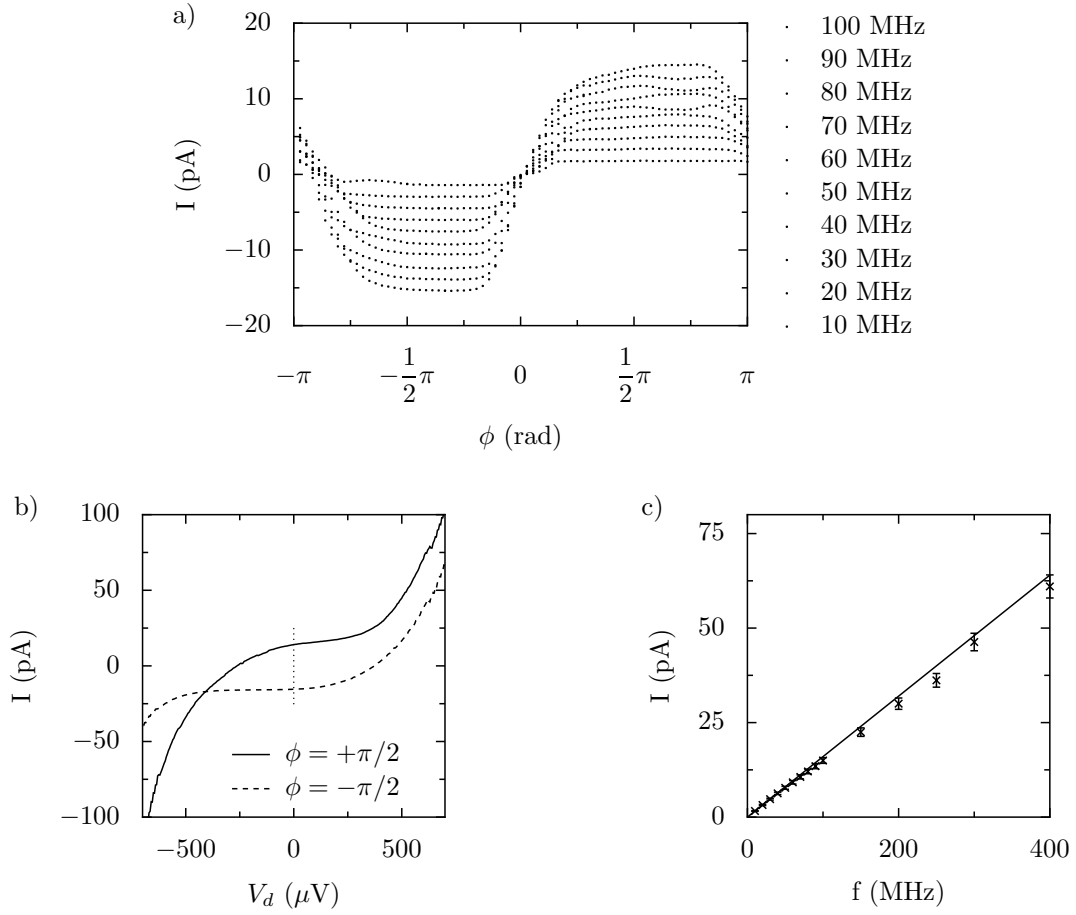 a)
20
10
0
−10
−20
I (pA)
−π
−1/2π
0
1/2π
π
ϕ (rad)
100 MHz
90 MHz
80 MHz
70 MHz
60 MHz
50 MHz
40 MHz
30 MHz
20 MHz
10 MHz
b)
100
50
0
−50
−100
I (pA)
ϕ = +π/2
ϕ = −π/2
−500
0
500
V_d (μV)
c)
75
50
25
0
I (pA)
0
200
400
f (MHz)